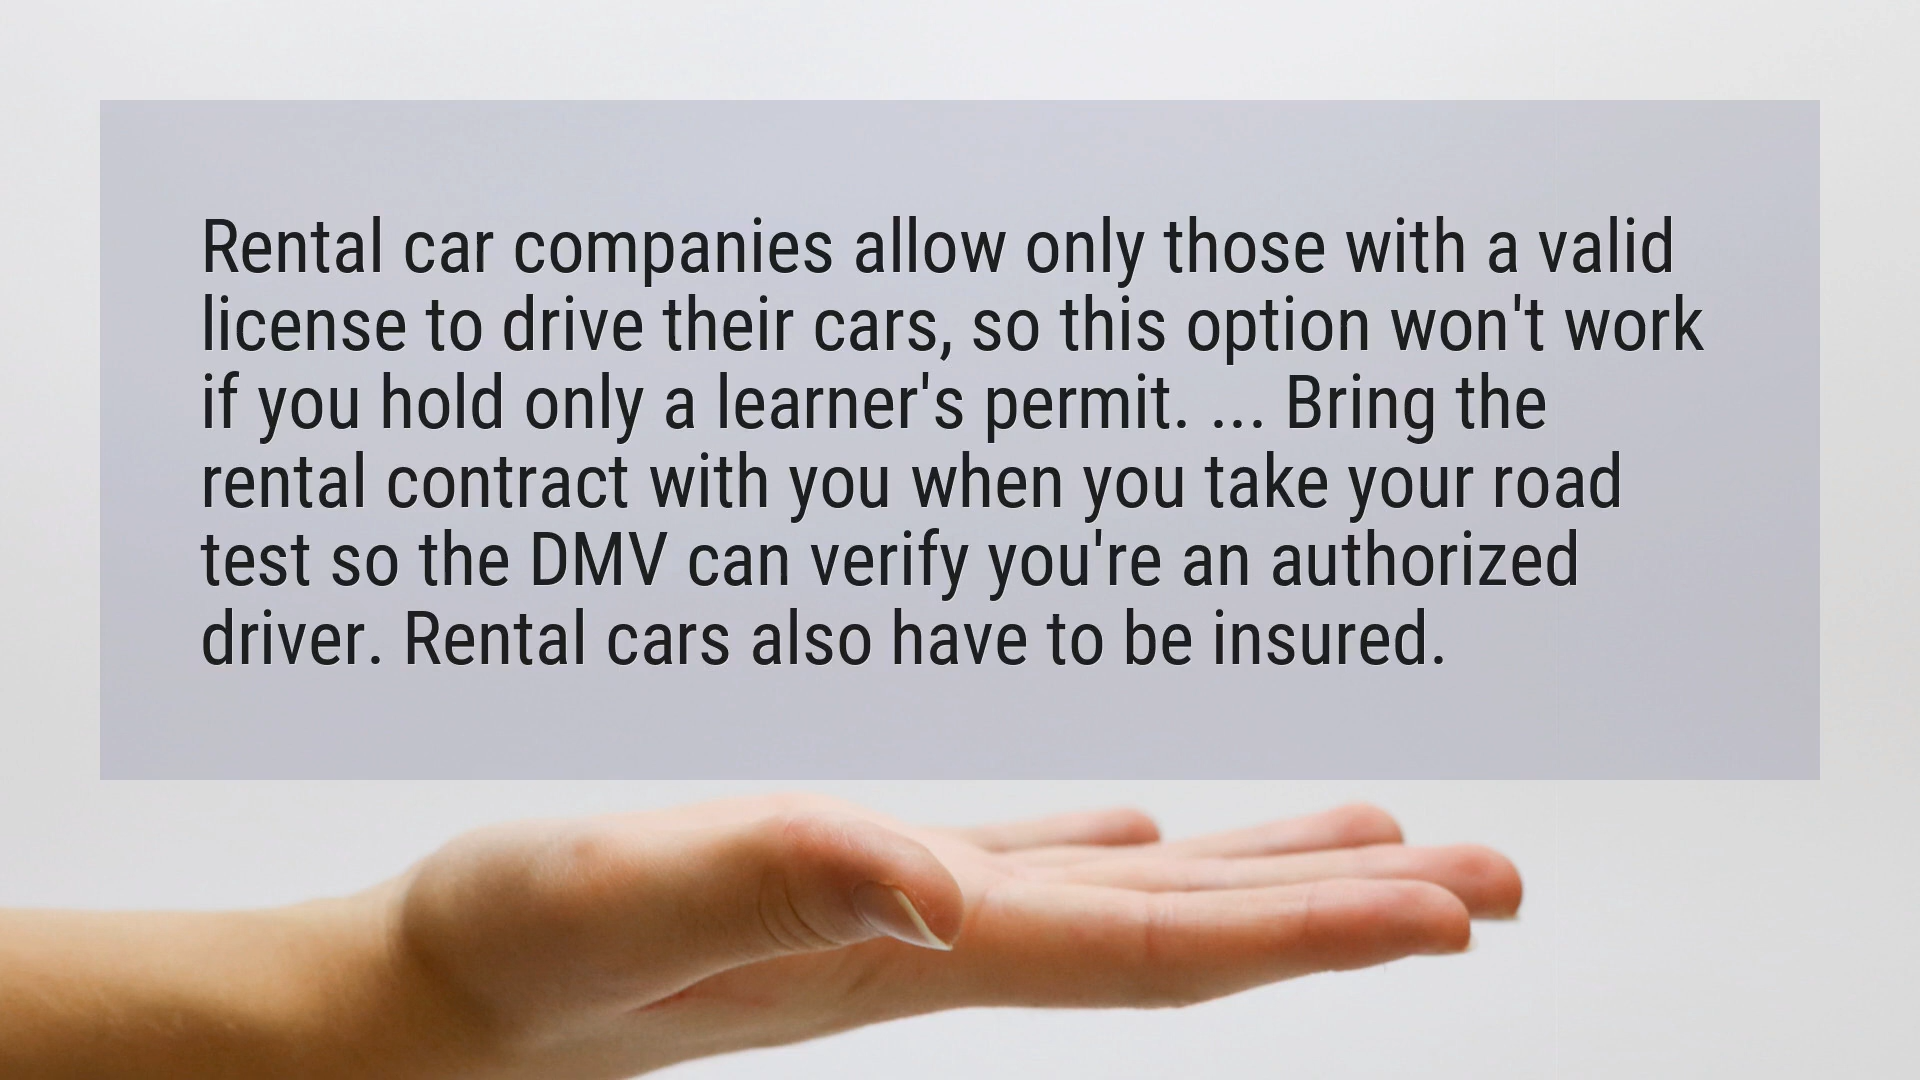 Rental car companies allow only those with a valid
license to drive their cars, so this option won't work
if you hold only a learner's permit. ... Bring the
rental contract with you when you take your road
test so the DMV can verify you're an authorized
driver. Rental cars also have to be insured.